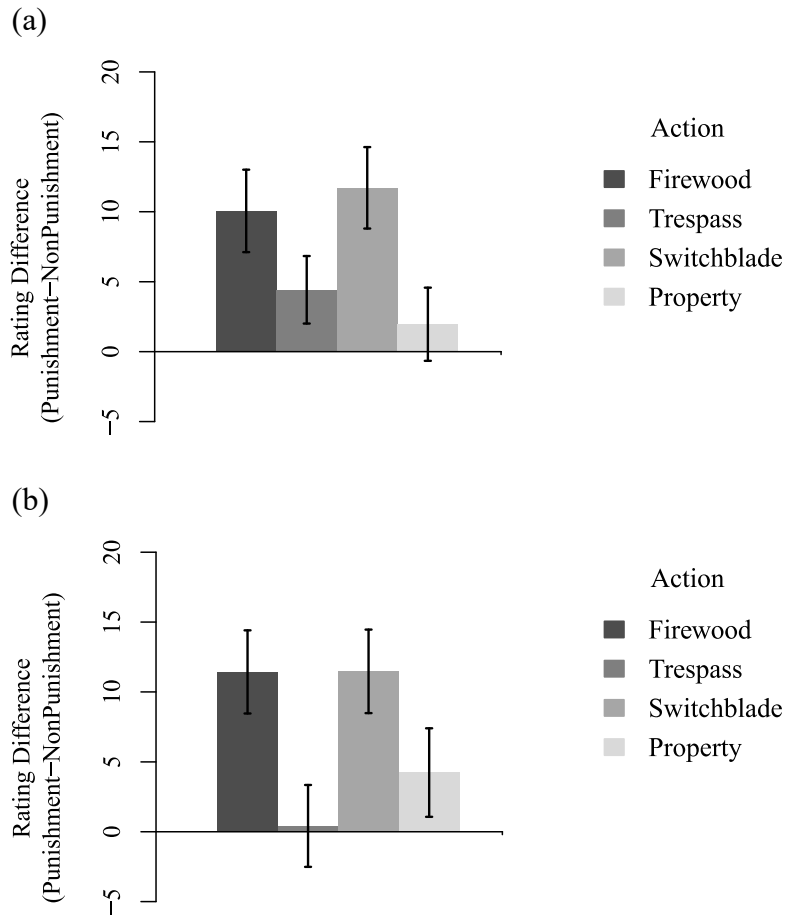 (a)
Rating Difference
(Punishment−NonPunishment)
20
15
10
5
0
−5
Action
Firewood
Trespass
Switchblade
Property
(b)
Rating Difference
(Punishment−NonPunishment)
20
15
10
5
0
−5
Action
Firewood
Trespass
Switchblade
Property